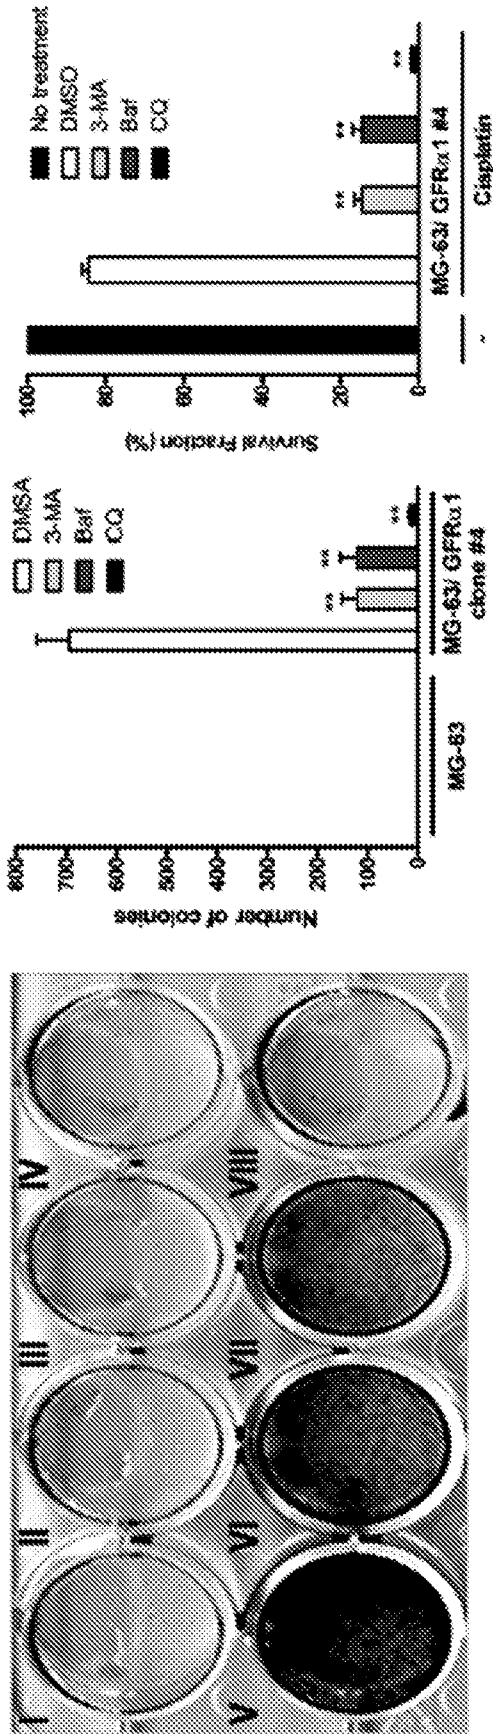 I
II
III
IV
V
VI
VII
VIII
Number of colonies
800
700
600
500
400
300
200
100
0
DMSA
3-MA
Baf
CQ
**
**
**
MG-63
MG-63/ GFRα1
clone #4
Survival Fraction (%)
100
80
60
40
20
0
No treatment
DMSO
3-MA
Baf
CQ
**
**
**
MG-63/ GFRα1 #4
~
Cisplatin